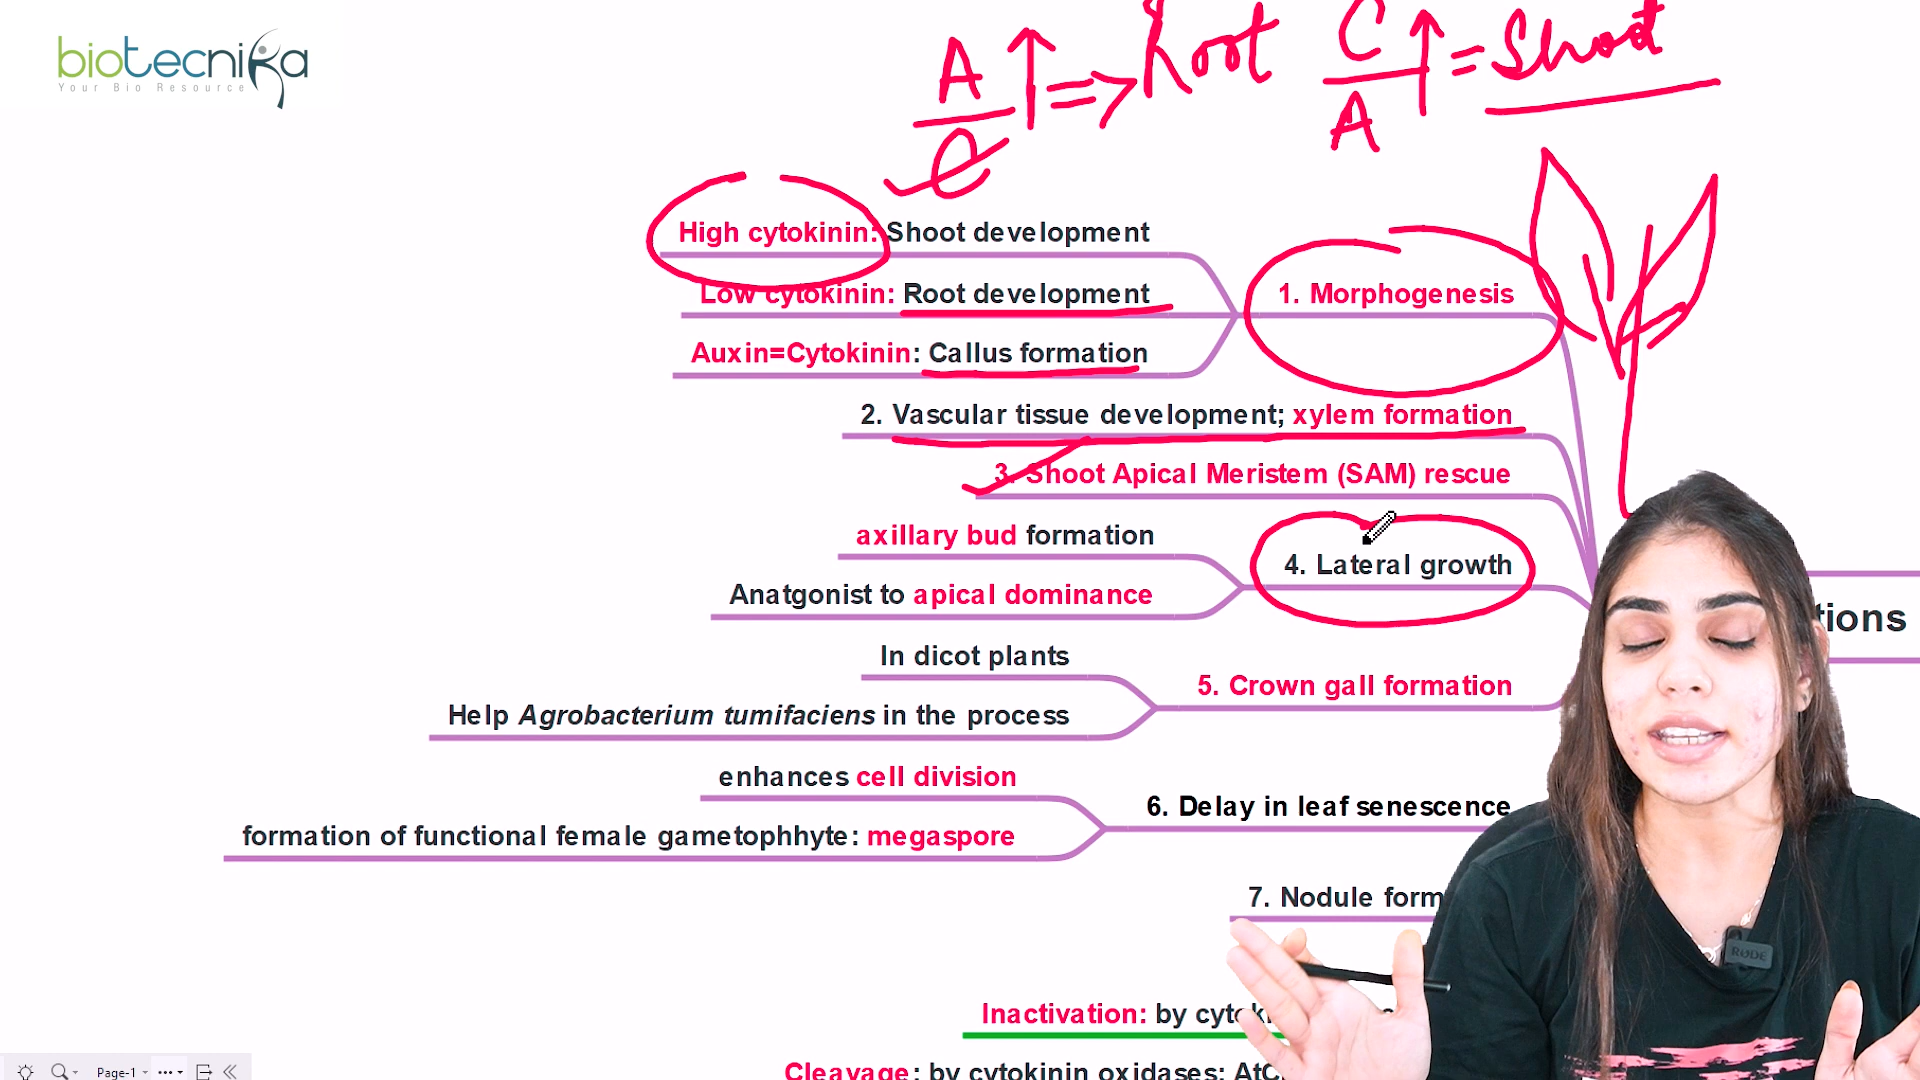 biotecnika
Your Bio Resource
A/C ↑ => Root
C/A ↑ = Shoot
High cytokinin: Shoot development
Low cytokinin: Root development
Auxin=Cytokinin: Callus formation
1. Morphogenesis
2. Vascular tissue development; xylem formation
3. Shoot Apical Meristem (SAM) rescue
axillary bud formation
Anatgonist to apical dominance
4. Lateral growth
tions
In dicot plants
Help Agrobacterium tumifaciens in the process
5. Crown gall formation
enhances cell division
formation of functional female gametophhyte: megaspore
6. Delay in leaf senescence
7. Nodule form
RODE
Inactivation: by cytoki
Cleavage: by cytokinin oxidases: AtC
Page-1